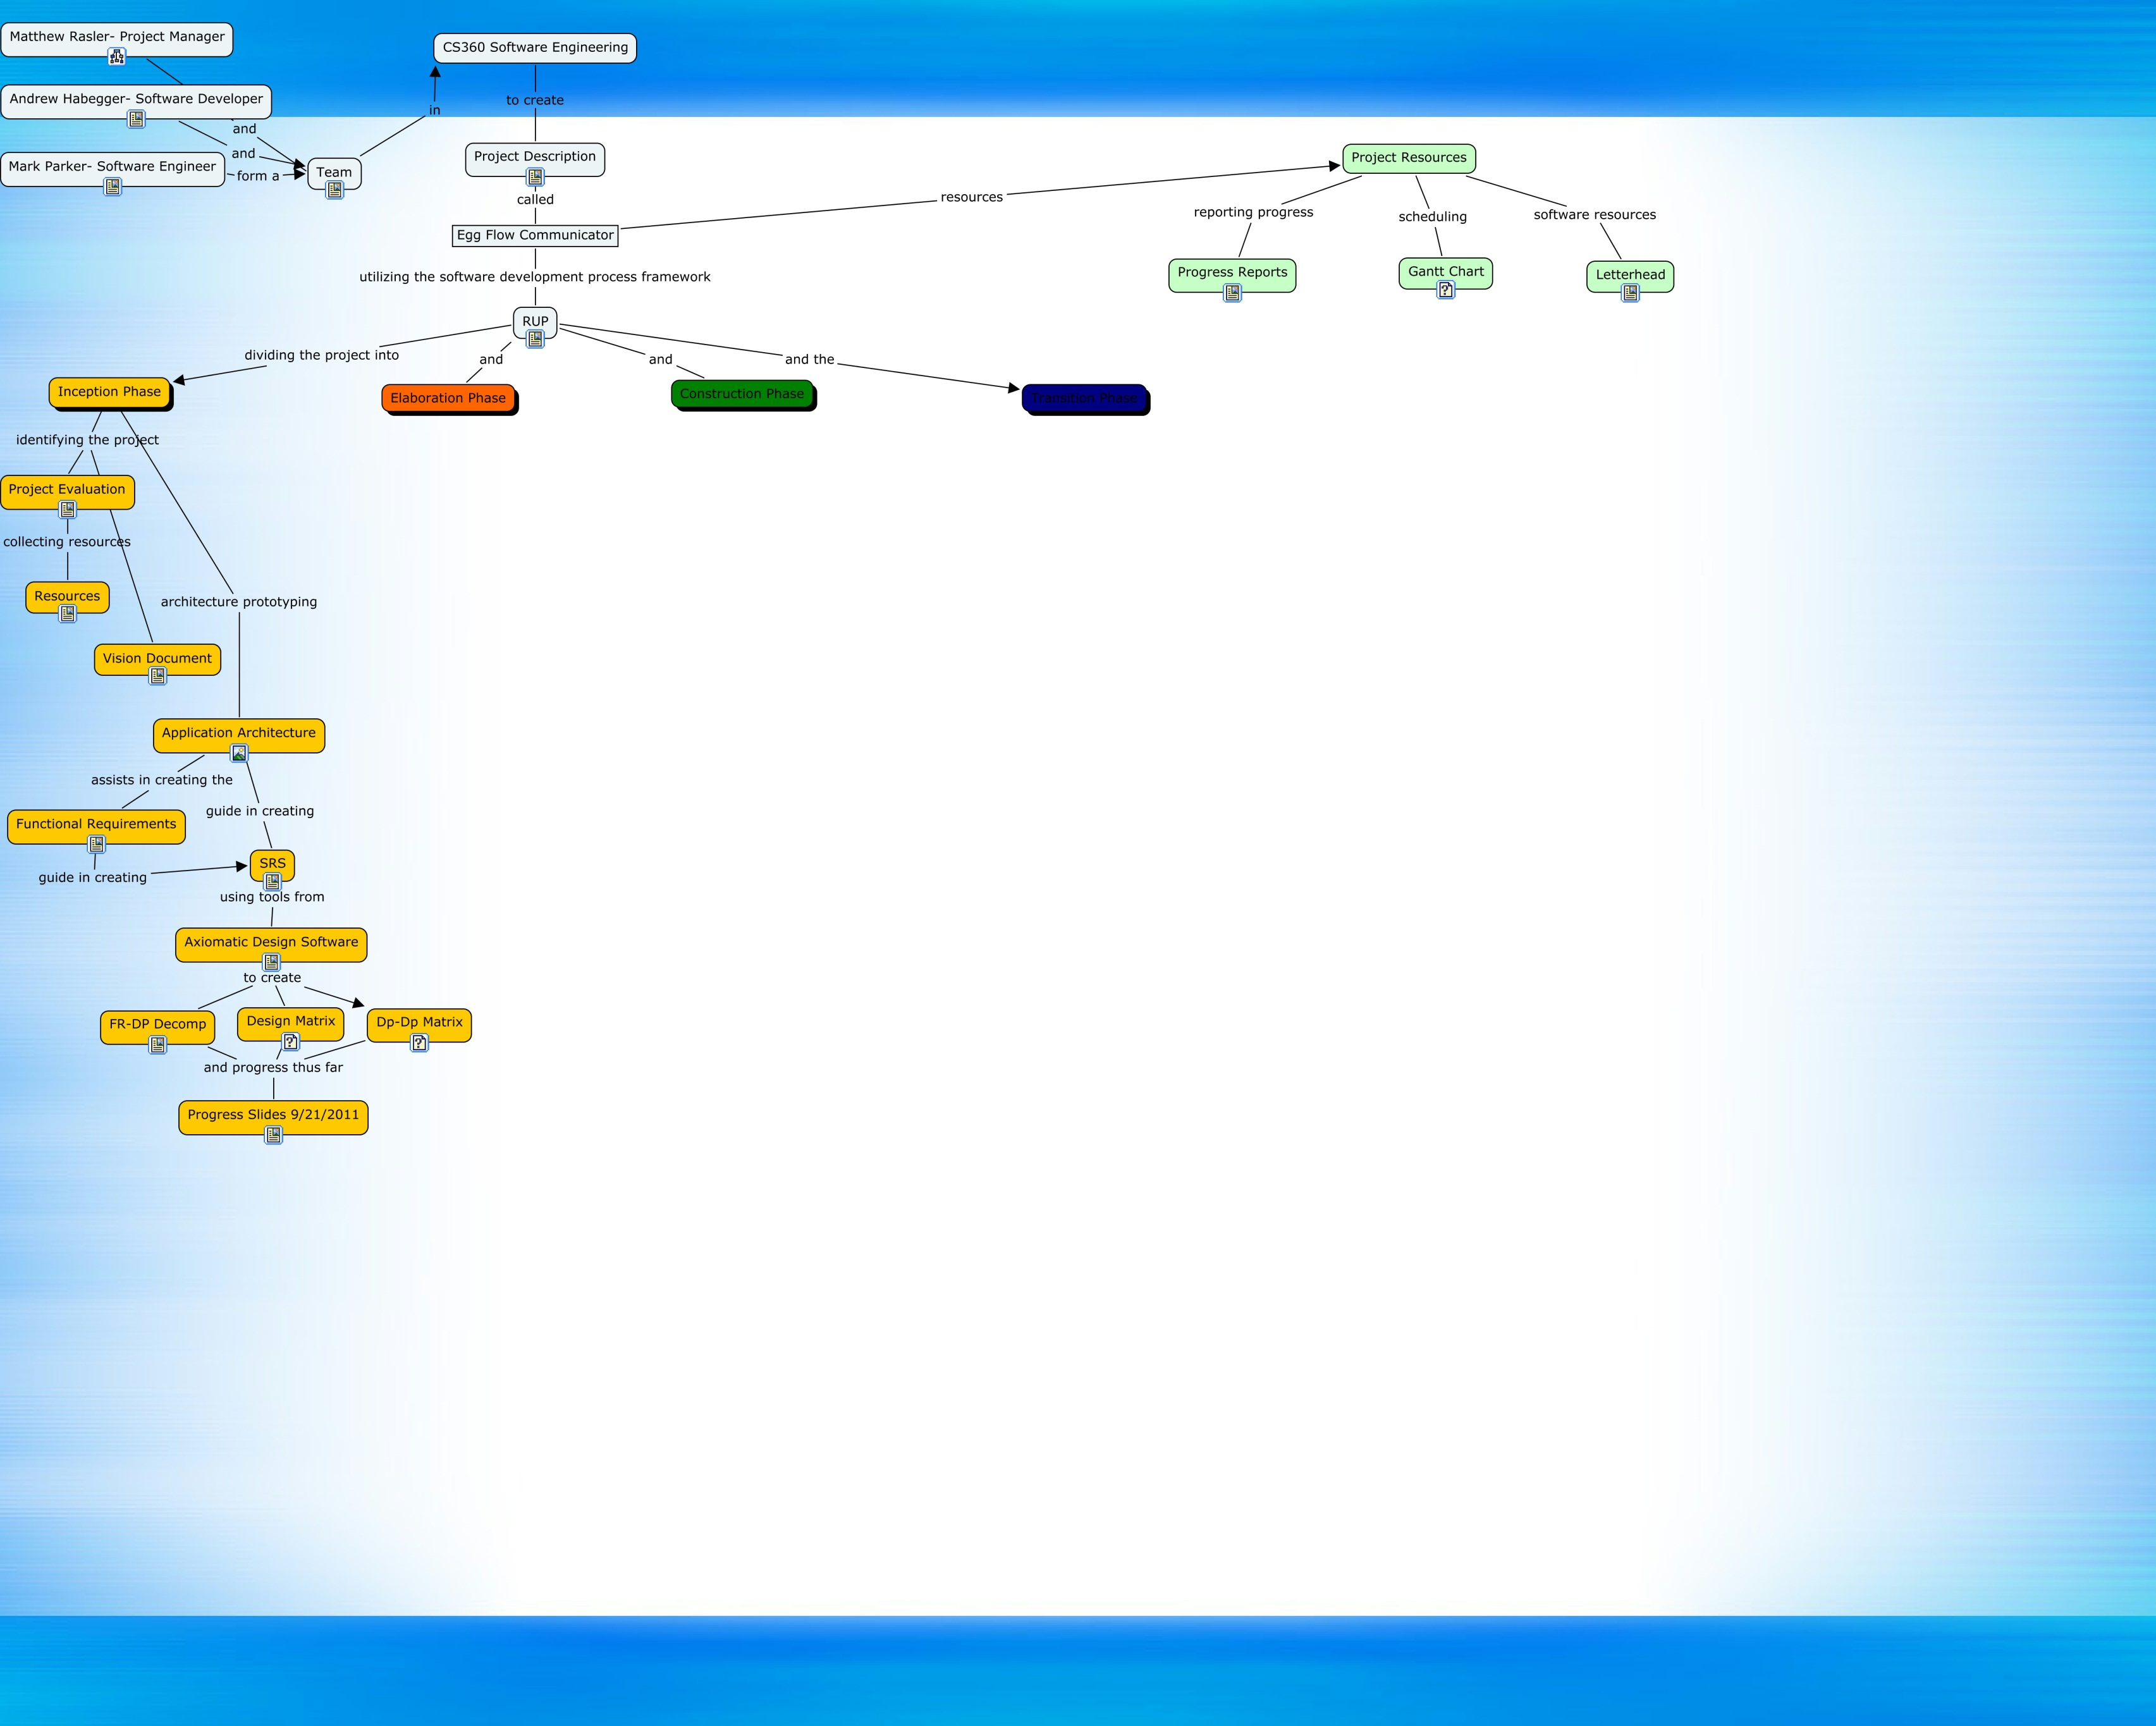 Matthew Rasler- Project Manager
CS360 Software Engineering
Andrew Habegger- Software Developer
to create
in
and
and
Mark Parker- Software Engineer
form a
Team
Project Description
called
Egg Flow Communicator
resources
Project Resources
reporting progress
scheduling
software resources
Progress Reports
Gantt Chart
Letterhead
utilizing the software development process framework
RUP
dividing the project into
and
and
and the
Inception Phase
Elaboration Phase
Construction Phase
Transition Phase
identifying the project
Project Evaluation
collecting resources
Resources
architecture prototyping
Vision Document
Application Architecture
assists in creating the
guide in creating
Functional Requirements
SRS
guide in creating
using tools from
Axiomatic Design Software
to create
FR-DP Decomp
Design Matrix
Dp-Dp Matrix
and progress thus far
Progress Slides 9/21/2011